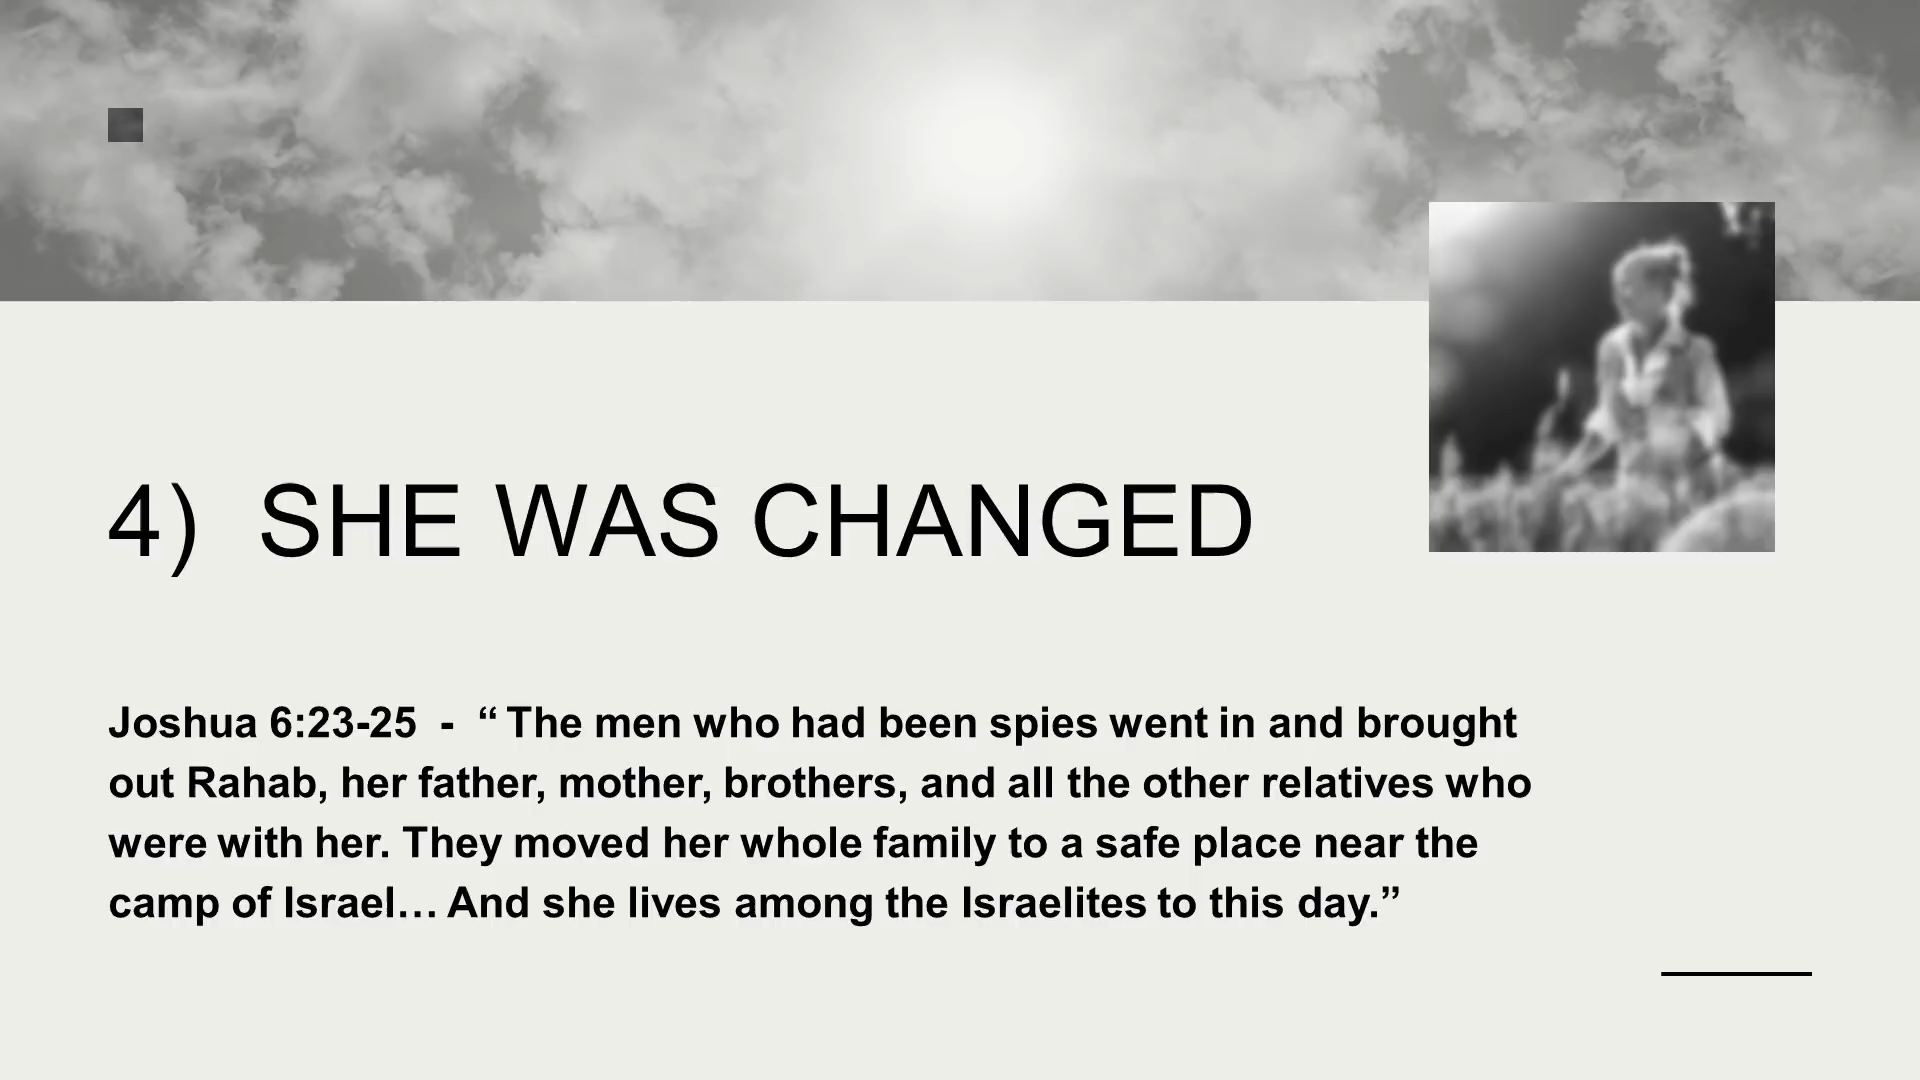 4)  SHE WAS CHANGED
Joshua 6:23-25  -  “ The men who had been spies went in and brought
out Rahab, her father, mother, brothers, and all the other relatives who
were with her. They moved her whole family to a safe place near the
camp of Israel… And she lives among the Israelites to this day.”